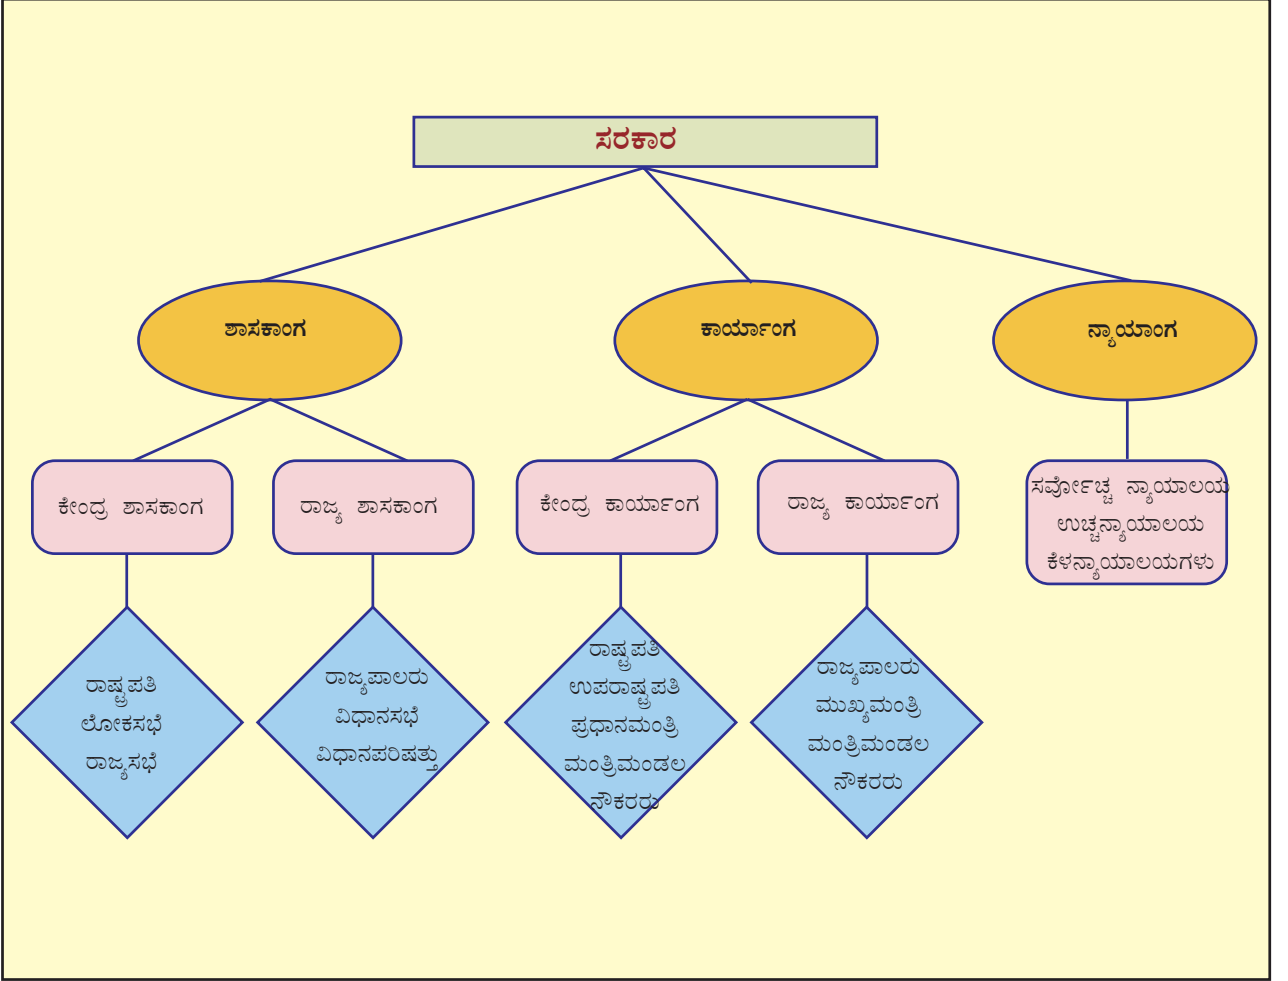 ಸರಕಾರ
ಶಾಸಕಾಂಗ
ಕಾರ್ಯಾಂಗ
ನ್ಯಾಯಾಂಗ
ಕೇಂದ್ರ ಶಾಸಕಾಂಗ
ರಾಜ್ಯ ಶಾಸಕಾಂಗ
ಕೇಂದ್ರ ಕಾರ್ಯಾಂಗ
ರಾಜ್ಯ ಕಾರ್ಯಾಂಗ
ಸರ್ವೋಚ್ಚ ನ್ಯಾಯಾಲಯ
ಉಚ್ಚನ್ಯಾಯಾಲಯ
ಕೆಳನ್ಯಾಯಾಲಯಗಳು
ರಾಷ್ಟ್ರಪತಿ
ಲೋಕಸಭೆ
ರಾಜ್ಯಸಭೆ
ರಾಜ್ಯಪಾಲರು
ವಿಧಾನಸಭೆ
ವಿಧಾನಪರಿಷತ್ತು
ರಾಷ್ಟ್ರಪತಿ
ಉಪರಾಷ್ಟ್ರಪತಿ
ಪ್ರಧಾನಮಂತ್ರಿ
ಮಂತ್ರಿಮಂಡಲ
ನೌಕರರು
ರಾಜ್ಯಪಾಲರು
ಮುಖ್ಯಮಂತ್ರಿ
ಮಂತ್ರಿಮಂಡಲ
ನೌಕರರು